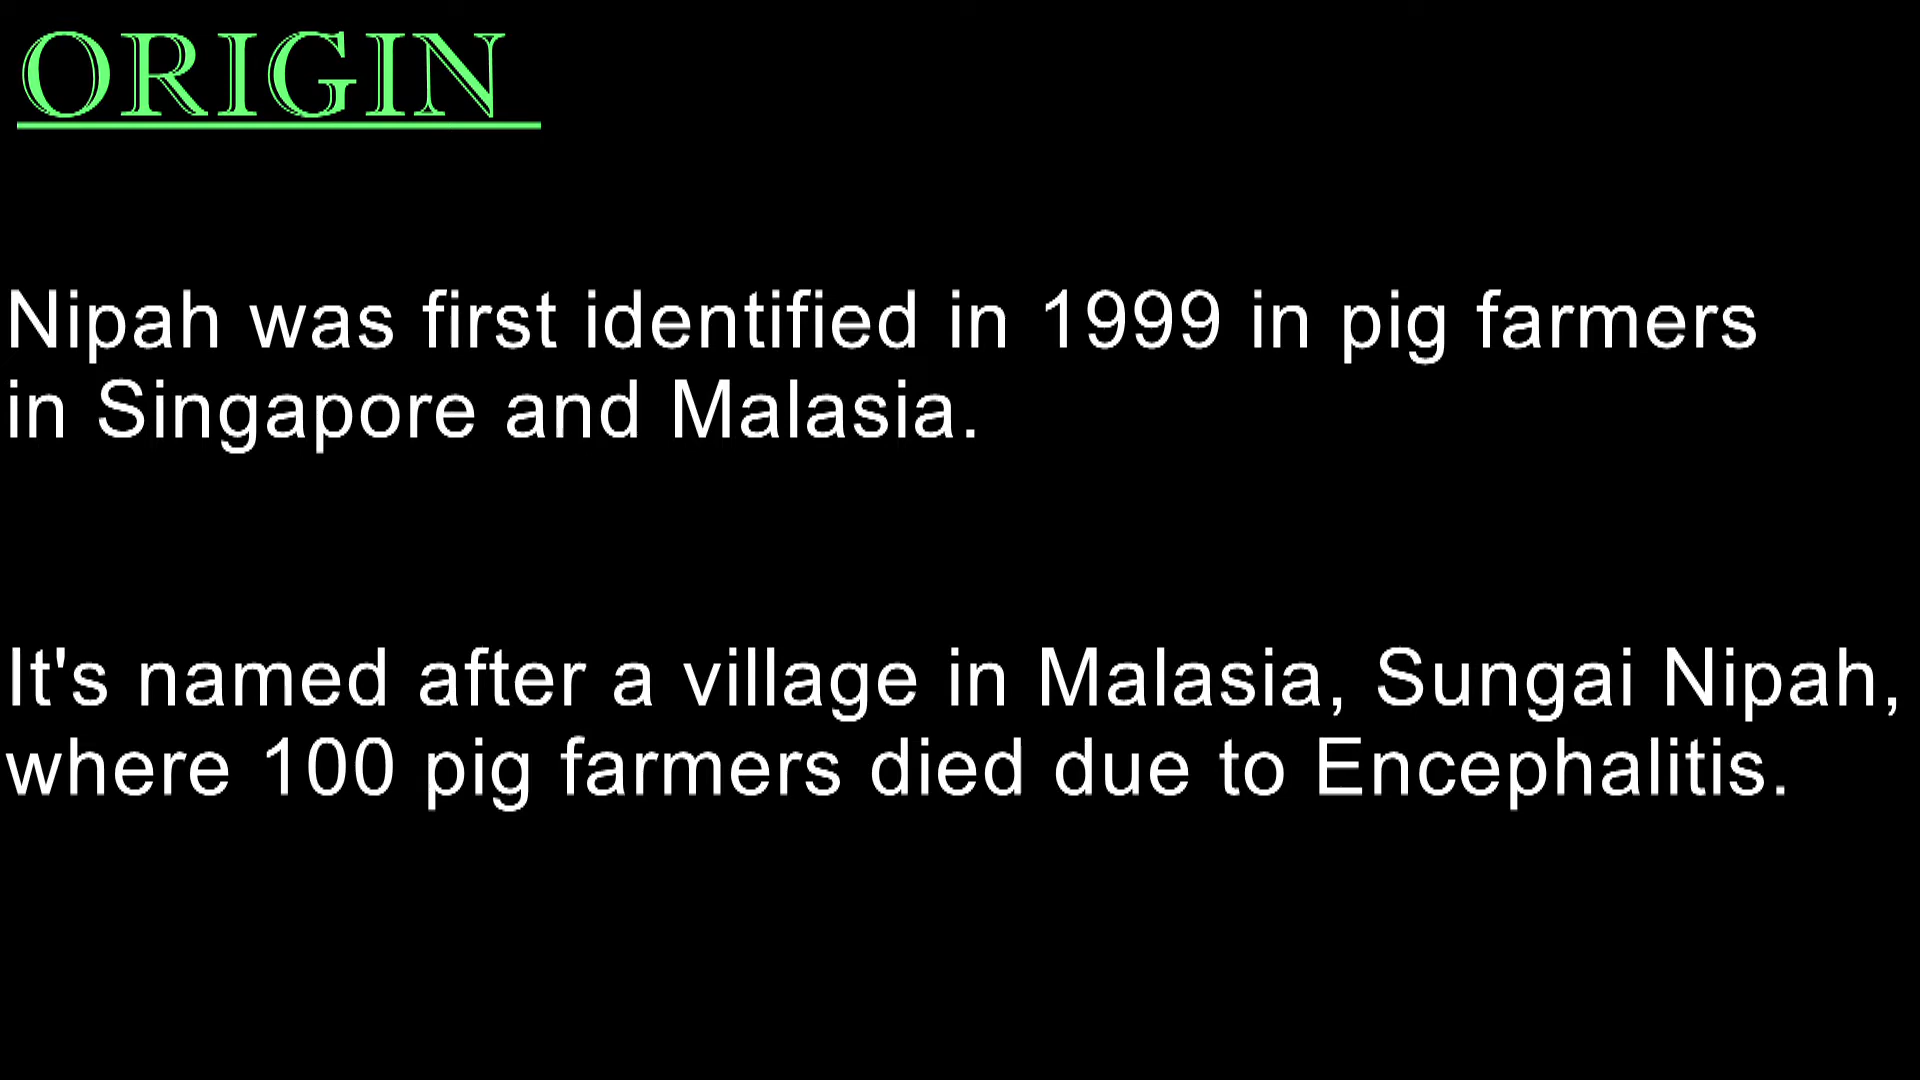 ORIGIN
Nipah was first identified in 1999 in pig farmers
in Singapore and Malasia.
It's named after a village in Malasia, Sungai Nipah,
where 100 pig farmers died due to Encephalitis.